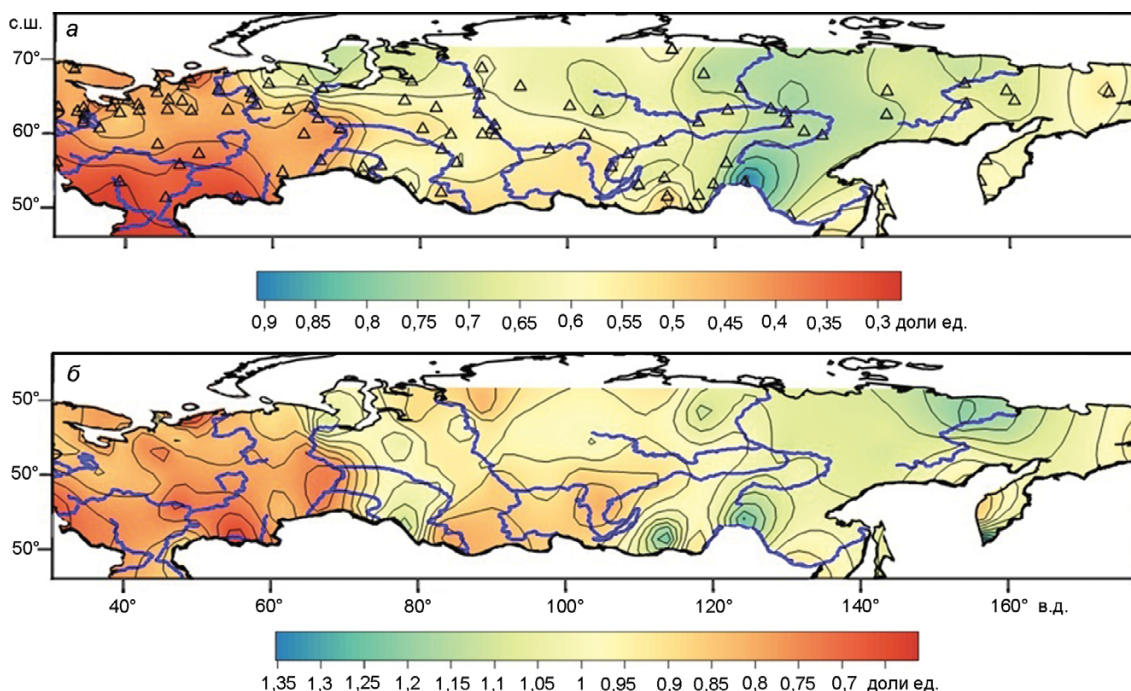 с.ш.
а
70°
60°
50°
0,9 0,85 0,8 0,75 0,7 0,65 0,6 0,55 0,5 0,45 0,4 0,35 0,3 доли ед.
б
50°
50°
50°
40° 60° 80° 100° 120° 140° 160° в.д.
1,35 1,3 1,25 1,2 1,15 1,1 1,05 1 0,95 0,9 0,85 0,8 0,75 0,7 доли ед.